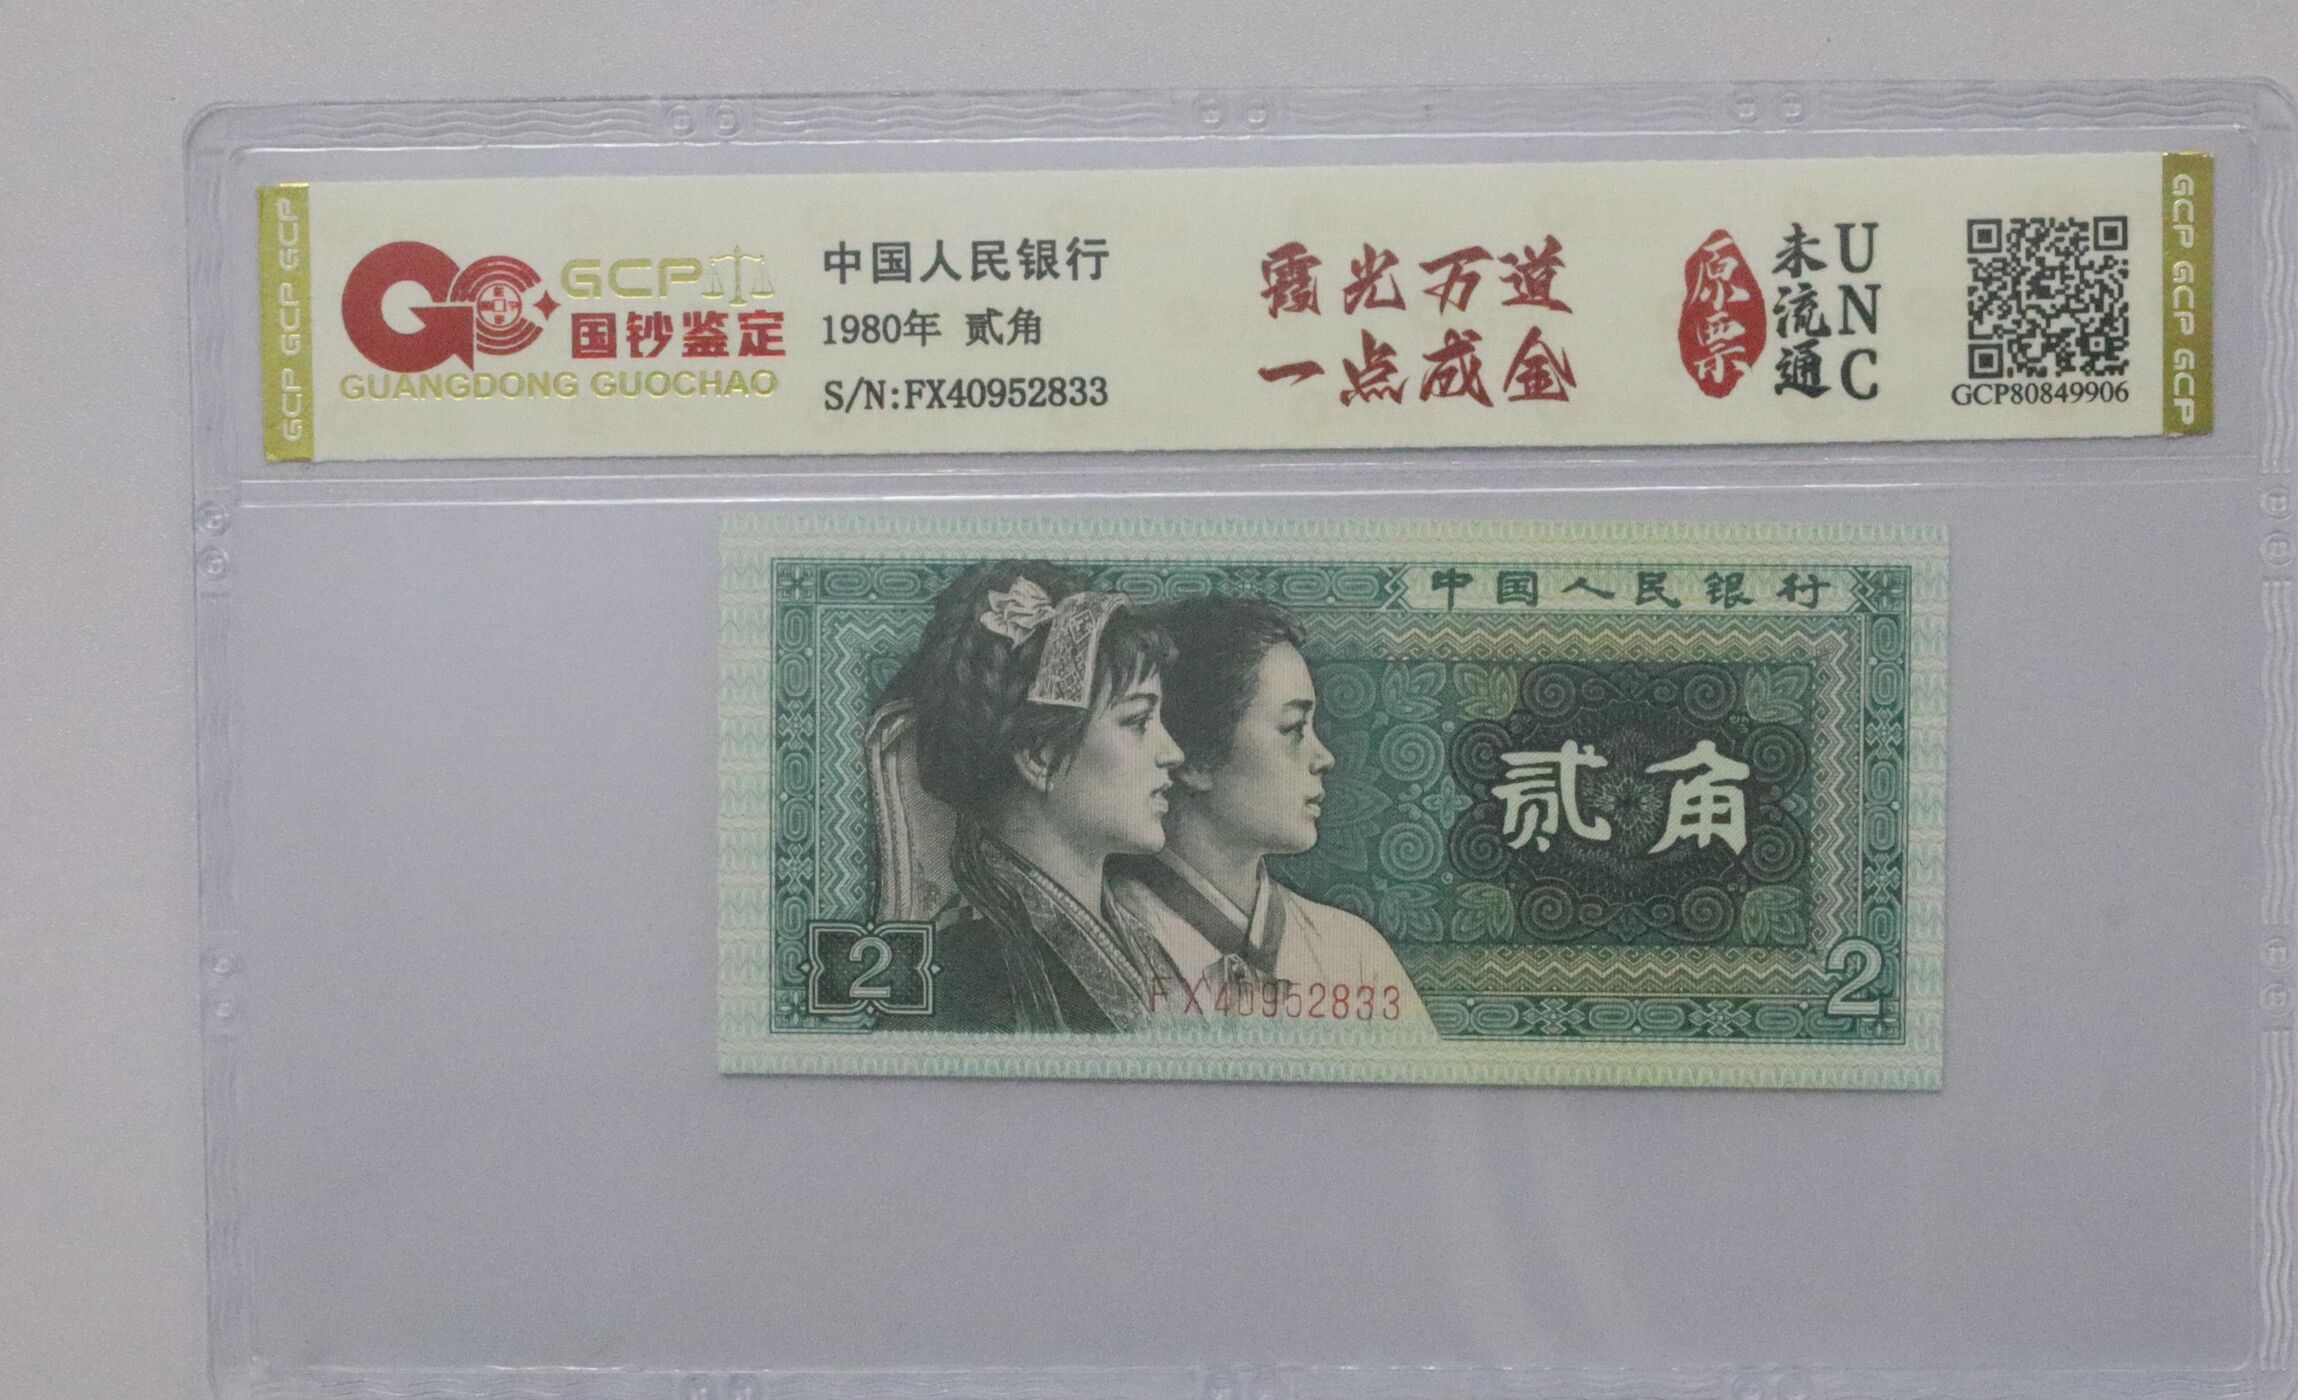 GCP GCP GCP
GCP
国钞鉴定
GUANGDONG GUOCHAO
中国人民银行
1980年 贰角
S/N:FX40952833
霞光万道
一点成金
原票
未流通
UNC
GCP80849906
GCP GCP GCP
中国人民银行
贰角
2
FX40952833
2